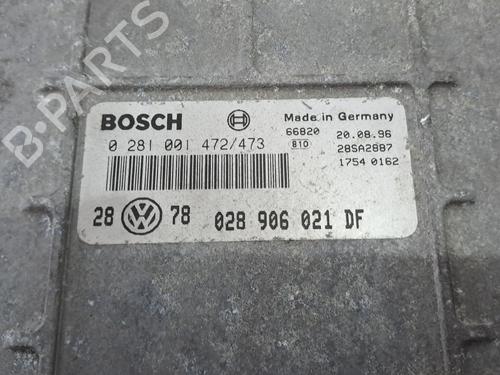 B-PARTS
BOSCH
Made in Germany
0 281 001 472/473
66820 20.08.96
810 28SA2887
1754 0162
28 VW 78 028 906 021 DF